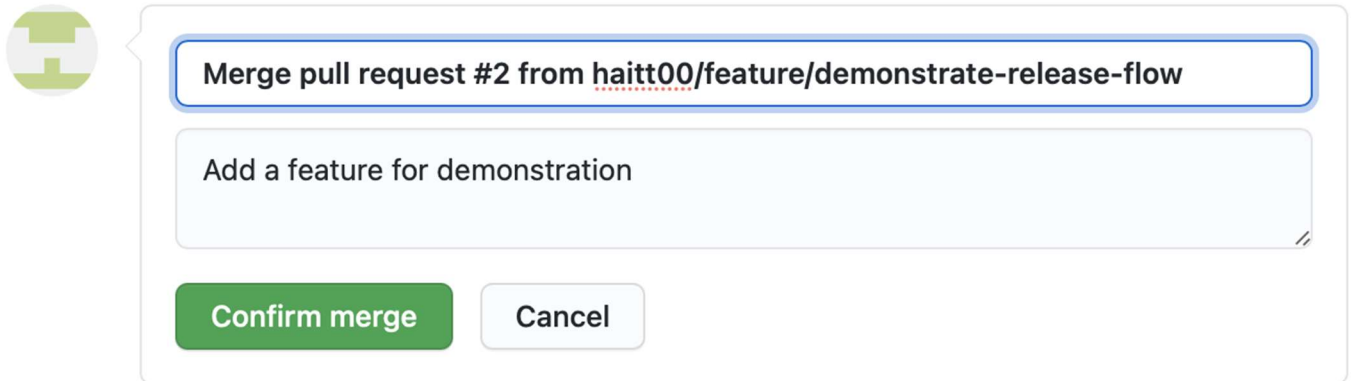 Merge pull request #2 from haitt00/feature/demonstrate-release-flow
Add a feature for demonstration
Confirm merge Cancel